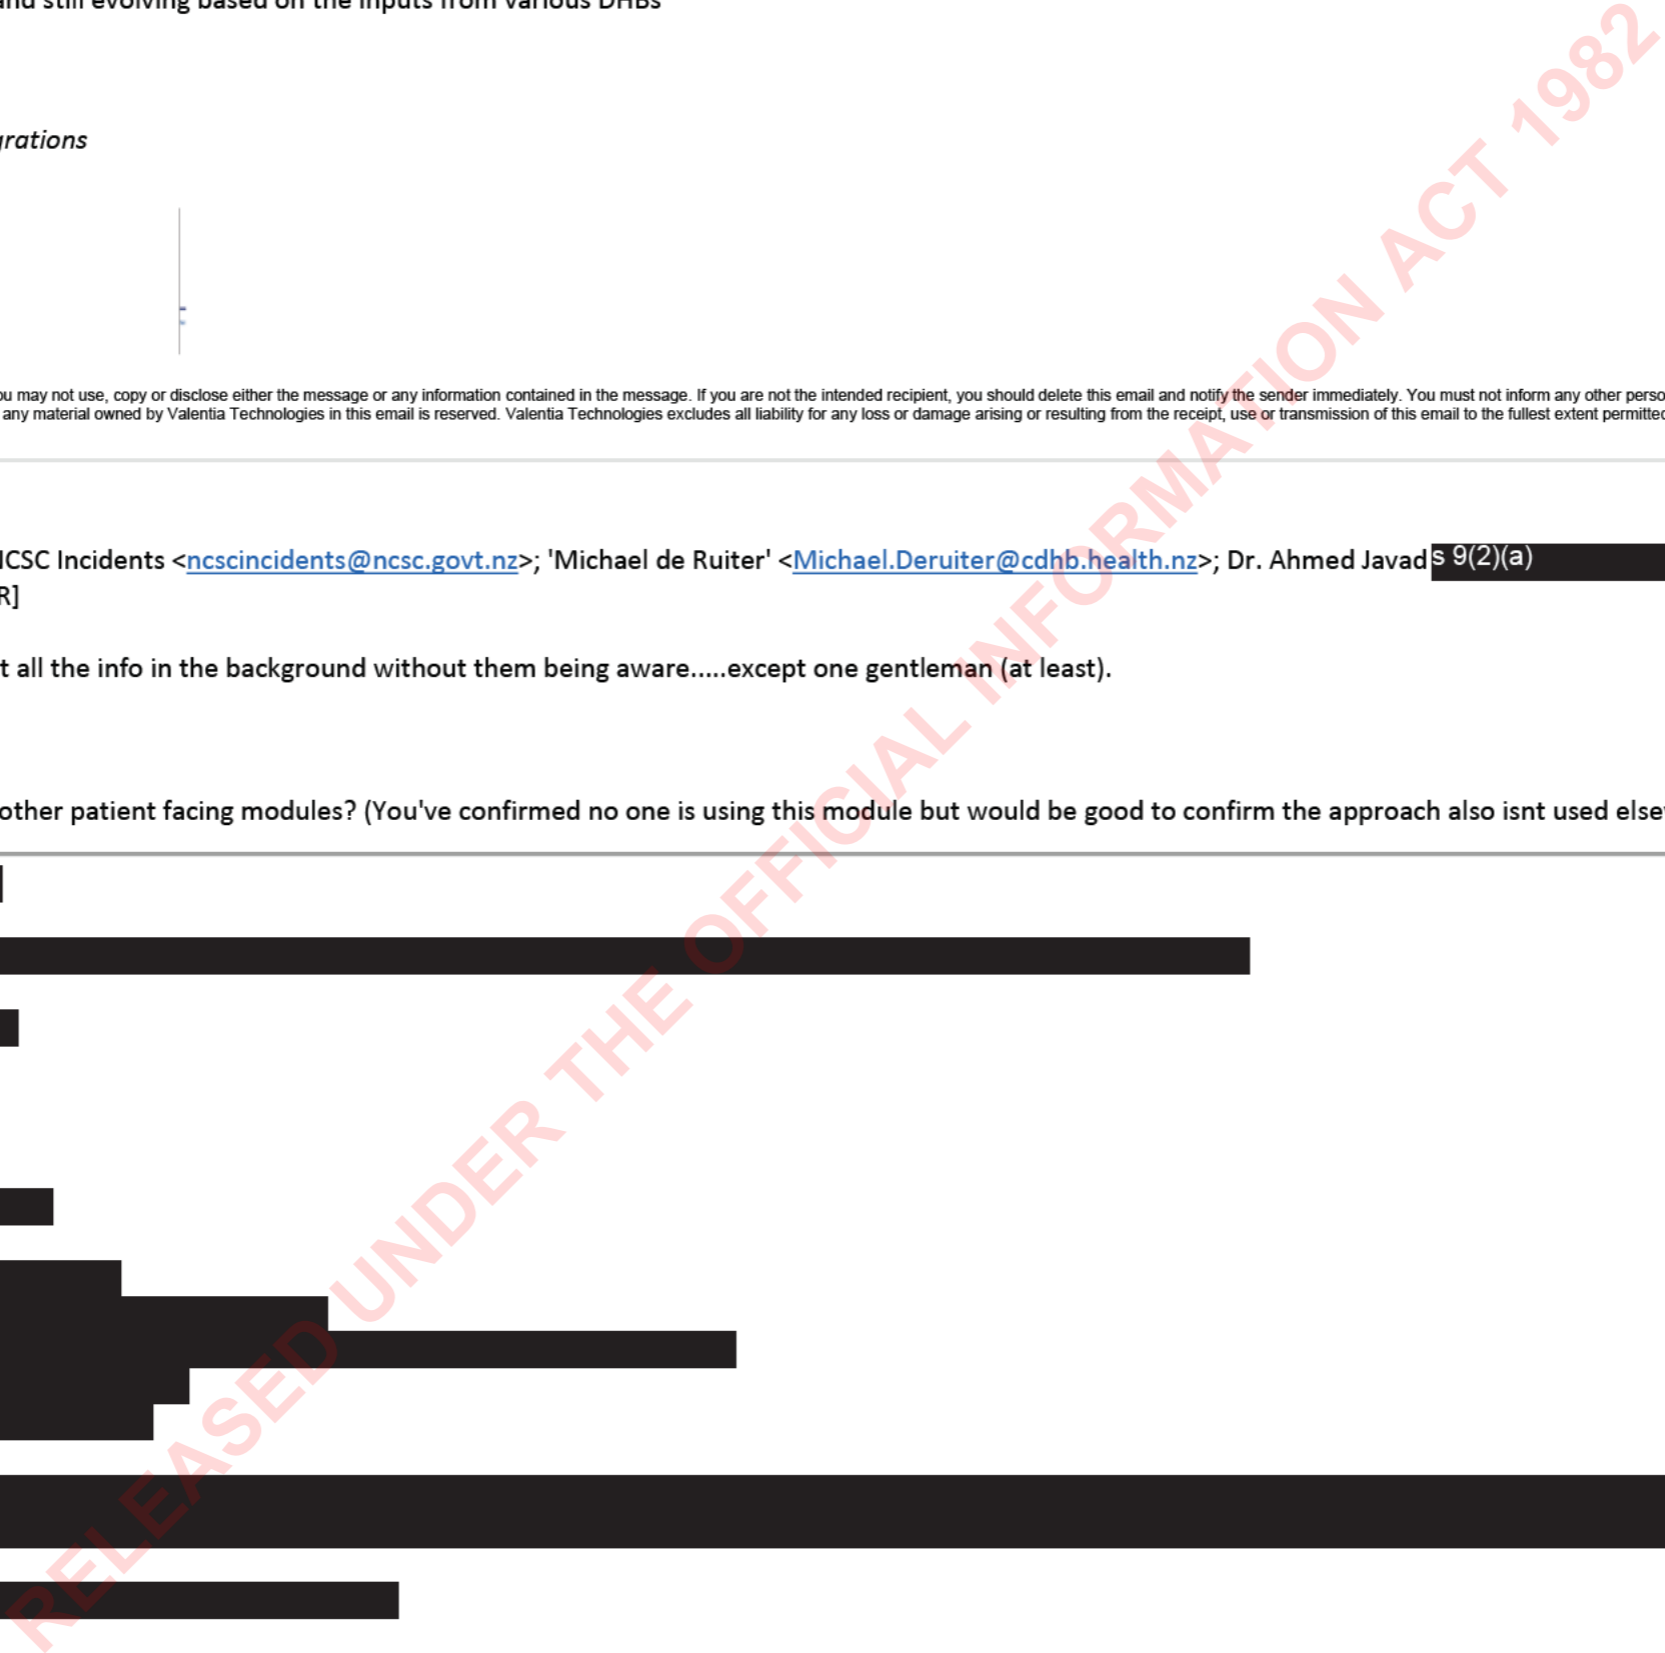 and still evolving based on the inputs from various DHBs
grations
ou may not use, copy or disclose either the message or any information contained in the message. If you are not the intended recipient, you should delete this email and notify the sender immediately. You must not inform any other perso
any material owned by Valentia Technologies in this email is reserved. Valentia Technologies excludes all liability for any loss or damage arising or resulting from the receipt, use or transmission of this email to the fullest extent permitted
ICSC Incidents <ncscincidents@ncsc.govt.nz>; 'Michael de Ruiter' <Michael.Deruiter@cdhb.health.nz>; Dr. Ahmed Javad s 9(2)(a)
R]
t all the info in the background without them being aware.....except one gentleman (at least).
other patient facing modules? (You've confirmed no one is using this module but would be good to confirm the approach also isnt used else
RELEASED UNDER THE OFFICIAL INFORMATION ACT 1982